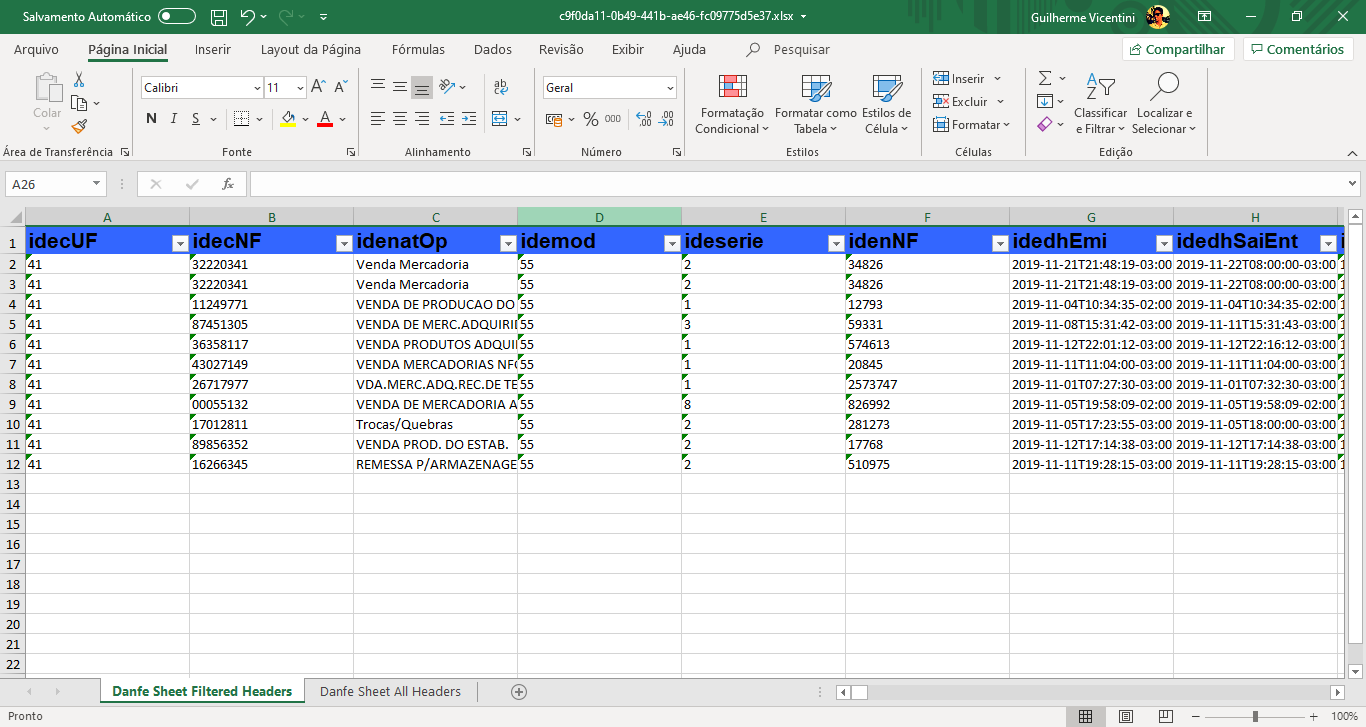 Salvamento Automático
c9f0da11-0b49-441b-ae46-fc09775d5e37.xlsx
Guilherme Vicentini
Arquivo Página Inicial Inserir Layout da Página Fórmulas Dados Revisão Exibir Ajuda Pesquisar Compartilhar Comentários
Colar
Calibri 11
N I S
Geral
% 000
Formatação Condicional
Formatar como Tabela
Estilos de Célula
Inserir
Excluir
Formatar
Classificar e Filtrar
Localizar e Selecionar
Área de Transferência Fonte Alinhamento Número Estilos Células Edição
A26 fx
A B C D E F G H
1 idecUF idecNF idenatOp idemod ideserie idenNF idedhEmi idedhSaiEnt
2 41 32220341 Venda Mercadoria 55 2 34826 2019-11-21T21:48:19-03:00 2019-11-22T08:00:00-03:00 1
3 41 32220341 Venda Mercadoria 55 2 34826 2019-11-21T21:48:19-03:00 2019-11-22T08:00:00-03:00 1
4 41 11249771 VENDA DE PRODUCAO DO 55 1 12793 2019-11-04T10:34:35-02:00 2019-11-04T10:34:35-02:00 1
5 41 87451305 VENDA DE MERC.ADQUIRI 55 3 59331 2019-11-08T15:31:42-03:00 2019-11-11T15:31:43-03:00 1
6 41 36358117 VENDA PRODUTOS ADQUI 55 1 574613 2019-11-12T22:01:12-03:00 2019-11-12T22:16:12-03:00 1
7 41 43027149 VENDA MERCADORIAS NF 55 1 20845 2019-11-11T11:04:00-03:00 2019-11-11T11:04:00-03:00 1
8 41 26717977 VDA.MERC.ADQ.REC.DE TE 55 1 2573747 2019-11-01T07:27:30-03:00 2019-11-01T07:32:30-03:00 1
9 41 00055132 VENDA DE MERCADORIA A 55 8 826992 2019-11-05T19:58:09-02:00 2019-11-05T19:58:09-02:00 1
10 41 17012811 Trocas/Quebras 55 2 281273 2019-11-05T17:23:55-03:00 2019-11-05T18:00:00-03:00 1
11 41 89856352 VENDA PROD. DO ESTAB. 55 2 17768 2019-11-12T17:14:38-03:00 2019-11-12T17:14:38-03:00 1
12 41 16266345 REMESSA P/ARMAZENAGE 55 2 510975 2019-11-11T19:28:15-03:00 2019-11-11T19:28:15-03:00 1
13
14
15
16
17
18
19
20
21
22
Danfe Sheet Filtered Headers Danfe Sheet All Headers
Pronto 100%